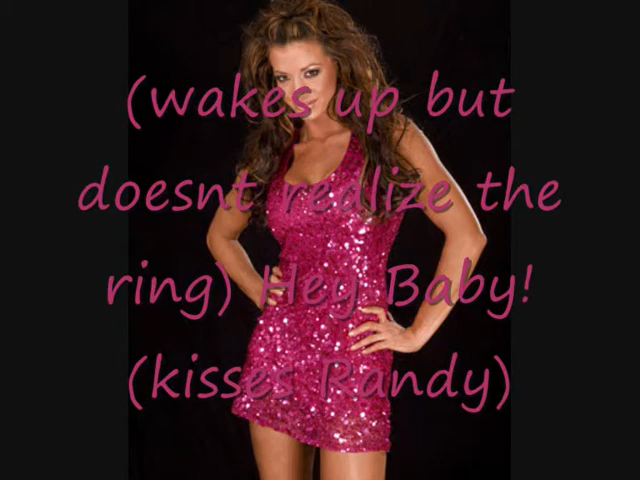 (wakes up but
doesnt realize the
ring) Hey Baby!
(kisses Randy)